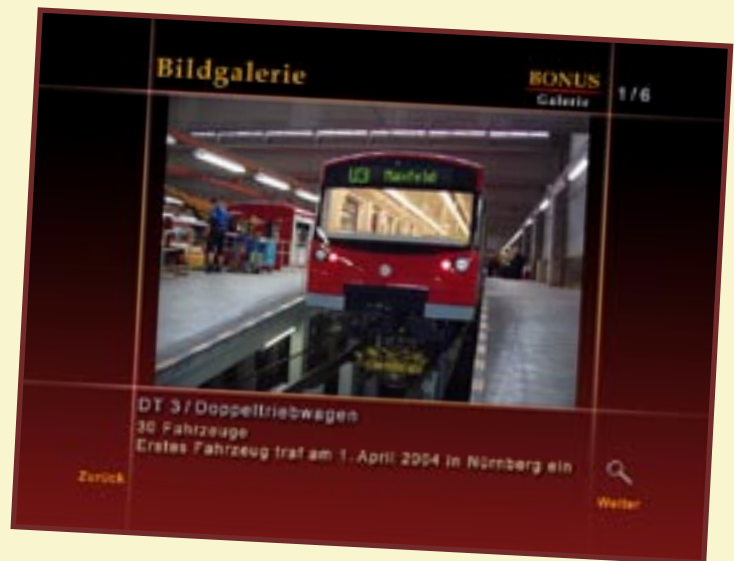 Bildgalerie
BONUS
Galerie
1/6
U3 Maxfeld
DT 3 / Doppeltriebwagen
30 Fahrzeuge
Erstes Fahrzeug traf am 1. April 2004 in Nürnberg ein
Zurück
Weiter